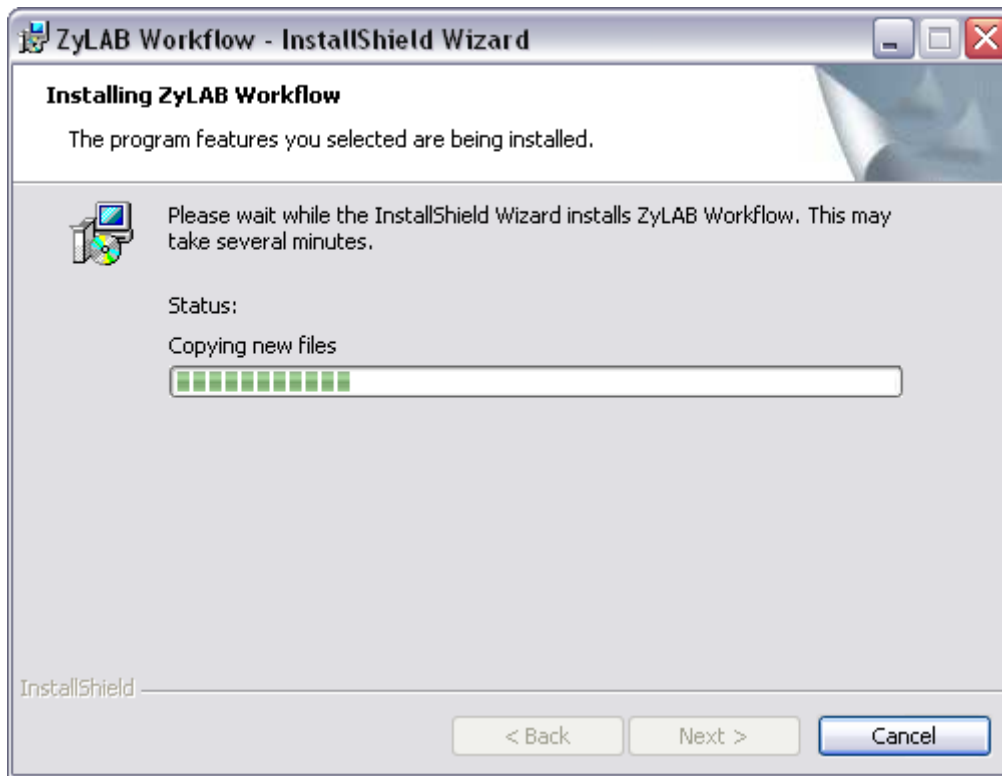 ZyLAB Workflow - InstallShield Wizard
Installing ZyLAB Workflow
The program features you selected are being installed.
Please wait while the InstallShield Wizard installs ZyLAB Workflow. This may
take several minutes.
Status:
Copying new files
InstallShield
< Back
Next >
Cancel